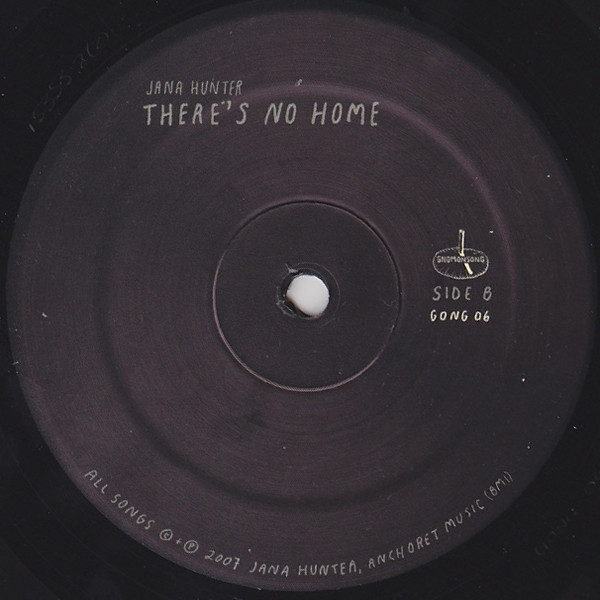 JANA HUNTER
THERE'S NO HOME
GNOMONSONG
SIDE B
GONG 06
ALL SONGS © + ℗ 2007 JANA HUNTER, ANCHORET MUSIC (BMI)